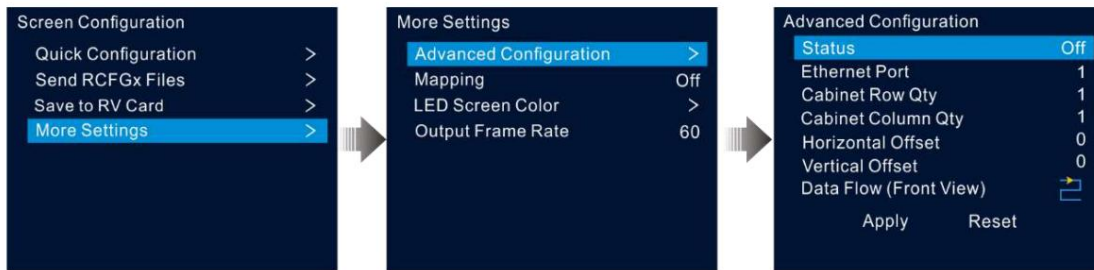 Screen Configuration
Quick Configuration >
Send RCFGx Files >
Save to RV Card >
More Settings >
More Settings
Advanced Configuration >
Mapping Off
LED Screen Color >
Output Frame Rate 60
Advanced Configuration
Status Off
Ethernet Port 1
Cabinet Row Qty 1
Cabinet Column Qty 1
Horizontal Offset 0
Vertical Offset 0
Data Flow (Front View)
Apply Reset